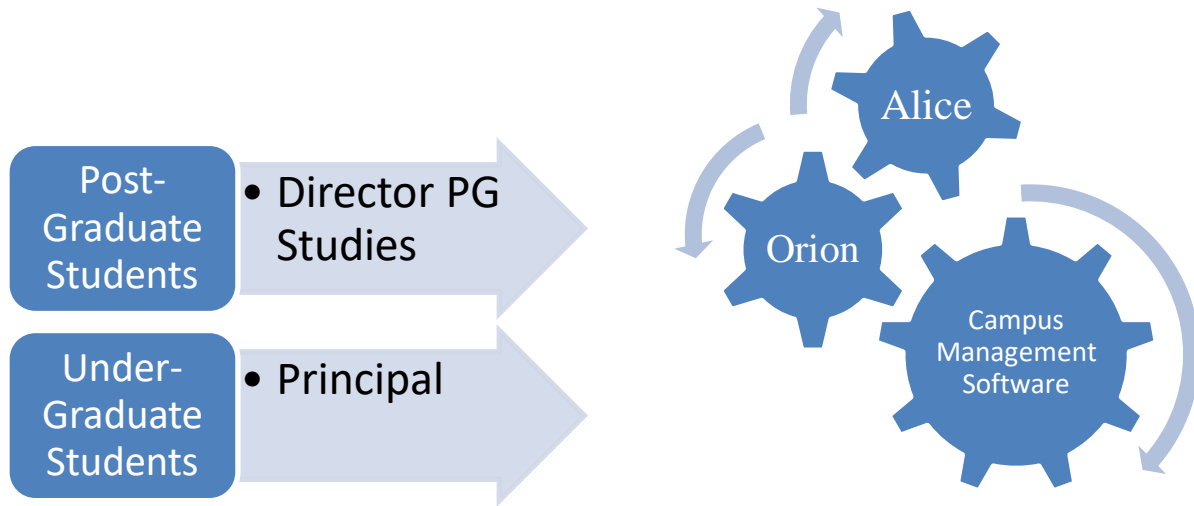 Post-
Graduate
Students
• Director PG
Studies
Under-
Graduate
Students
• Principal
Alice
Orion
Campus
Management
Software